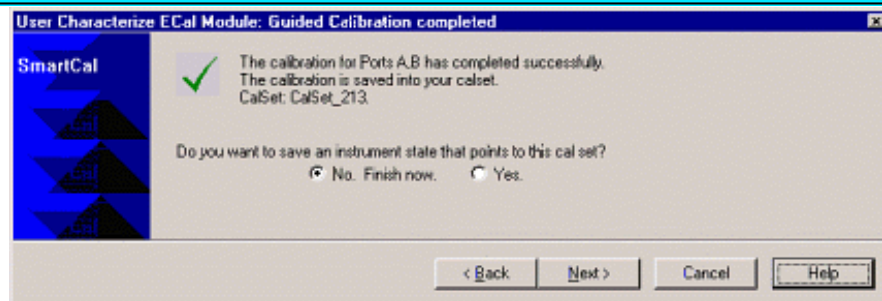 User Characterize ECal Module: Guided Calibration completed
SmartCal
The calibration for Ports A,B has completed successfully.
The calibration is saved into your calset.
CalSet: CalSet_213.
Do you want to save an instrument state that points to this cal set?
No. Finish now. Yes.
< Back Next > Cancel Help